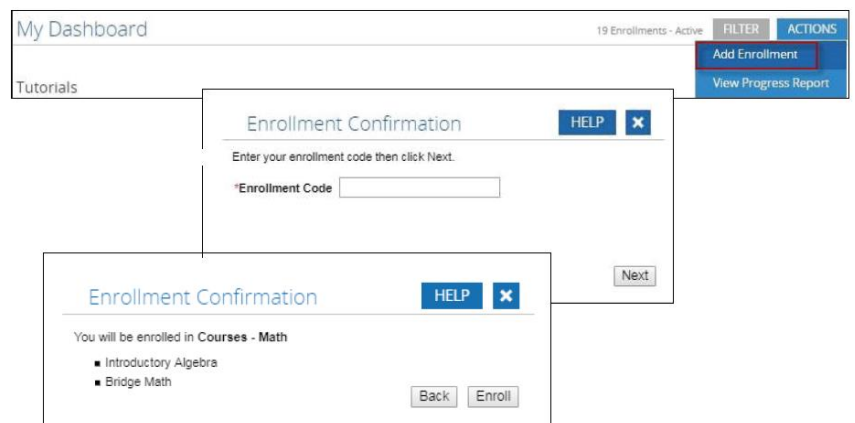 My Dashboard
19 Enrollments - Active FILTER ACTIONS
Add Enrollment
View Progress Report
Tutorials
Enrollment Confirmation HELP ×
Enter your enrollment code then click Next.
*Enrollment Code
Next
Enrollment Confirmation HELP ×
You will be enrolled in Courses - Math
▪ Introductory Algebra
▪ Bridge Math
Back Enroll